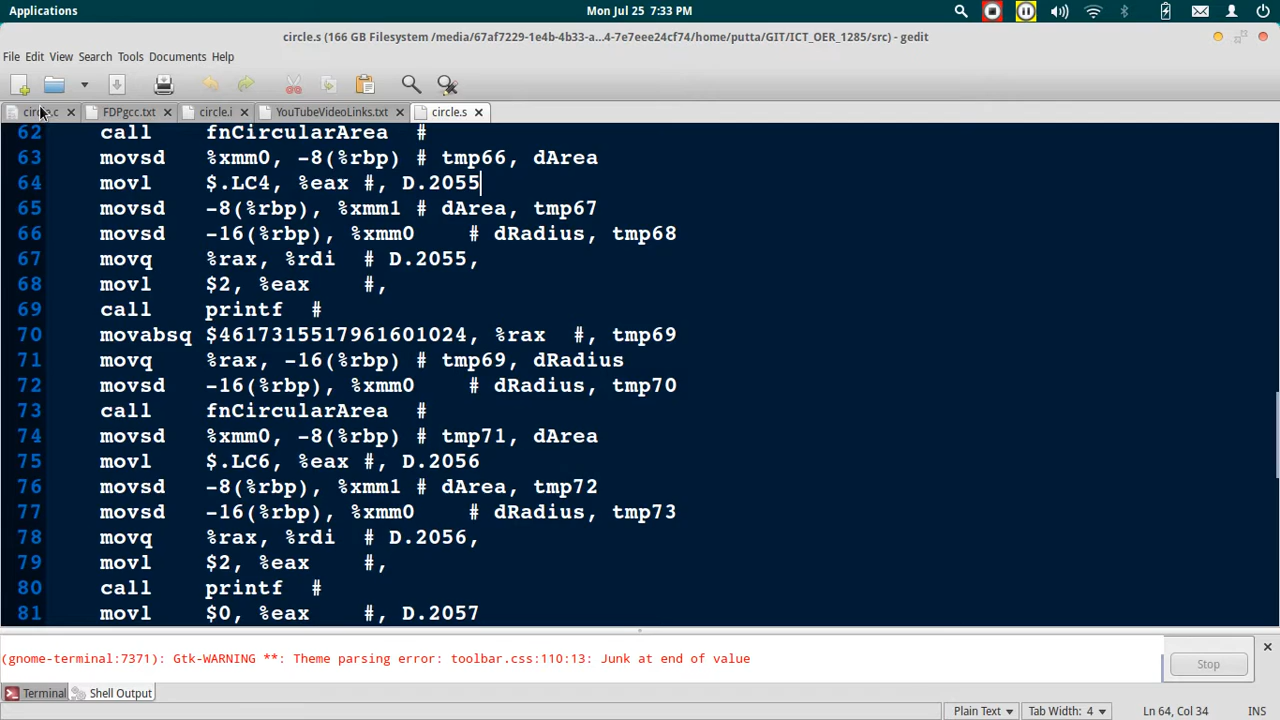 Applications
Mon Jul 25 7:33 PM
circle.s (166 GB Filesystem /media/67af7229-1e4b-4b33-a...4-7e7eee24cf74/home/putta/GIT/ICT_OER_1285/src) - gedit
File Edit View Search Tools Documents Help
circle.c FDPgcc.txt circle.i YouTubeVideoLinks.txt circle.s
62 call fnCircularArea #
63 movsd %xmm0, -8(%rbp) # tmp66, dArea
64 movl $.LC4, %eax #, D.2055
65 movsd -8(%rbp), %xmm1 # dArea, tmp67
66 movsd -16(%rbp), %xmm0 # dRadius, tmp68
67 movq %rax, %rdi # D.2055,
68 movl $2, %eax #,
69 call printf #
70 movabsq $4617315517961601024, %rax #, tmp69
71 movq %rax, -16(%rbp) # tmp69, dRadius
72 movsd -16(%rbp), %xmm0 # dRadius, tmp70
73 call fnCircularArea #
74 movsd %xmm0, -8(%rbp) # tmp71, dArea
75 movl $.LC6, %eax #, D.2056
76 movsd -8(%rbp), %xmm1 # dArea, tmp72
77 movsd -16(%rbp), %xmm0 # dRadius, tmp73
78 movq %rax, %rdi # D.2056,
79 movl $2, %eax #,
80 call printf #
81 movl $0, %eax #, D.2057
(gnome-terminal:7371): Gtk-WARNING **: Theme parsing error: toolbar.css:110:13: Junk at end of value
Stop
Terminal Shell Output
Plain Text Tab Width: 4 Ln 64, Col 34 INS